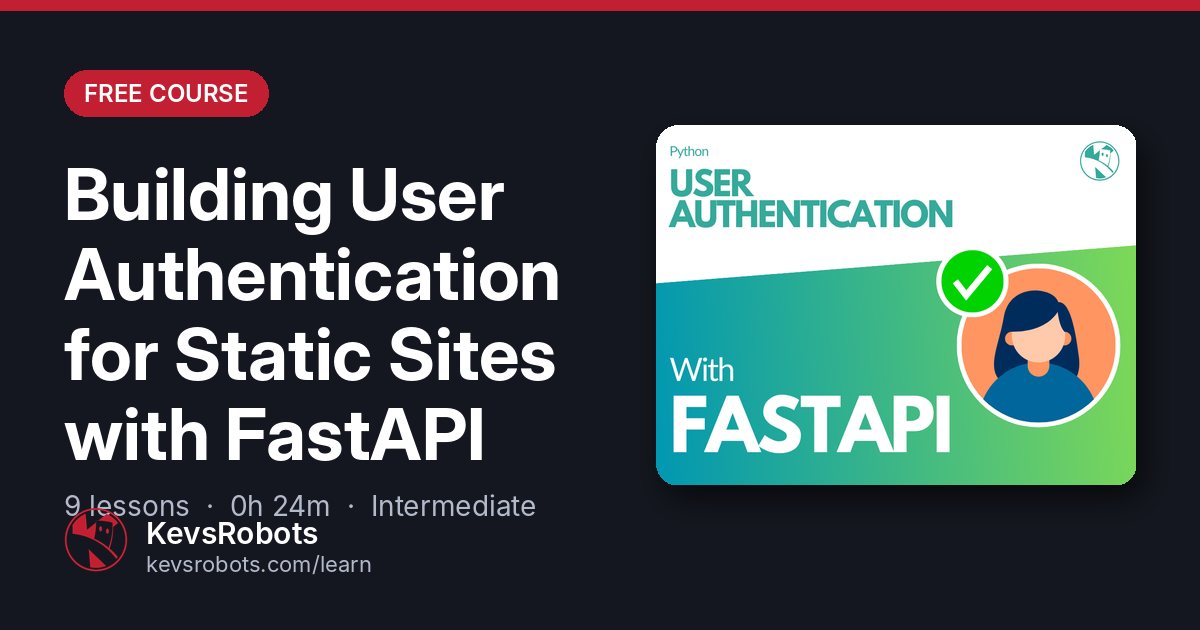 FREE COURSE
Building User
Authentication
for Static Sites
with FastAPI
9 lessons · 0h 24m · Intermediate
KevsRobots
kevsrobots.com/learn
Python
USER
AUTHENTICATION
With
FASTAPI